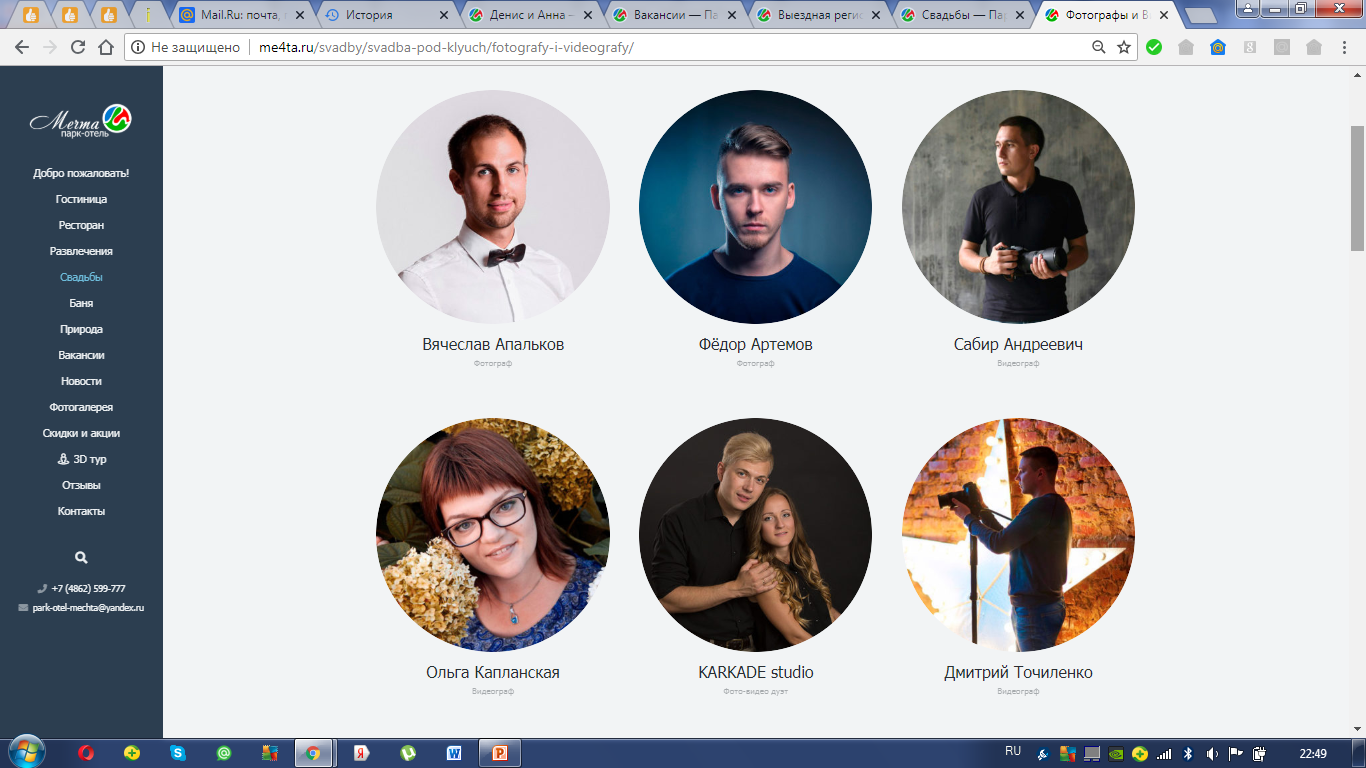 Mail.Ru: почта,
История
Денис и Анна –
Вакансии — Па
Выездная регис
Свадьбы — Пар
Фотографы и В
Не защищено
me4ta.ru/svadby/svadba-pod-klyuch/fotografy-i-videografy/
Мечта
парк-отель
Добро пожаловать!
Гостиница
Ресторан
Развлечения
Свадьбы
Баня
Природа
Вакансии
Новости
Фотогалерея
Скидки и акции
3D тур
Отзывы
Контакты
+7 (4862) 599-777
park-otel-mechta@yandex.ru
Вячеслав Апальков
Фотограф
Фёдор Артемов
Фотограф
Сабир Андреевич
Видеограф
Ольга Капланская
Видеограф
KARKADE studio
Фото-видео дуэт
Дмитрий Точиленко
Видеограф
RU
22:49